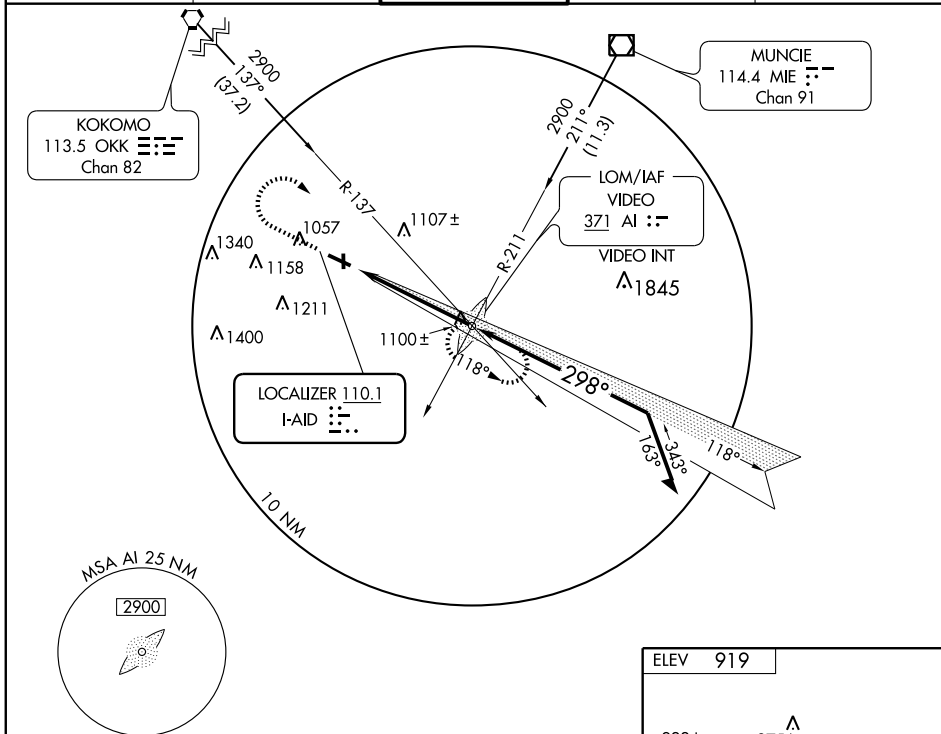 2900
137°
(37.2)
KOKOMO
113.5 OKK
Chan 82
R-137
MUNCIE
114.4 MIE
Chan 91
2900
211°
(11.3)
R-211
LOM/IAF
VIDEO
371 AI
VIDEO INT
1845
1107±
1057
1340
1158
1211
1400
1100±
118°
298°
LOCALIZER 110.1
I-AID
343°
163°
118°
10 NM
MSA AI 25 NM
2900
ELEV 919